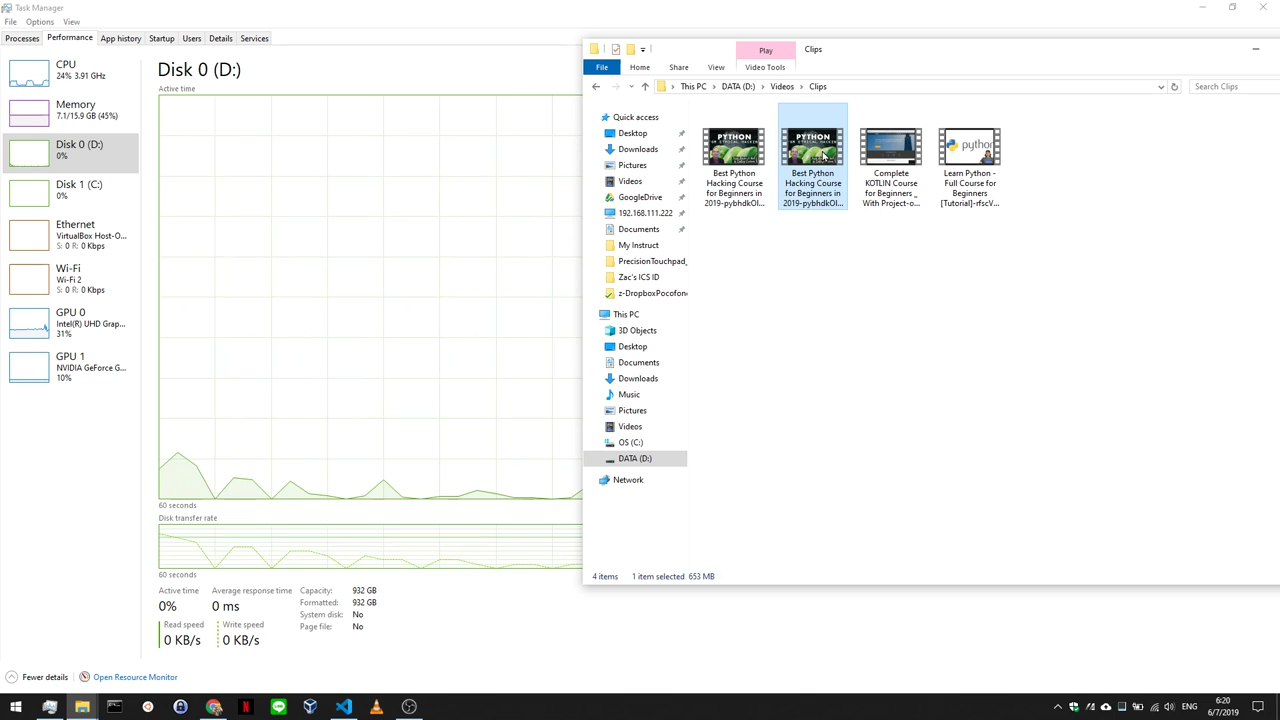 Task Manager
File Options View
Processes Performance App history Startup Users Details Services
CPU
24% 3.91 GHz
Memory
7.1/15.9 GB (45%)
Disk 0 (D:)
0%
Disk 1 (C:)
0%
Ethernet
VirtualBox Host-O...
S: 0 R: 0 Kbps
Wi-Fi
Wi-Fi 2
S: 0 R: 0 Kbps
GPU 0
Intel(R) UHD Grap...
31%
GPU 1
NVIDIA GeForce G...
10%
Disk 0 (D:)
Active time
60 seconds
Disk transfer rate
60 seconds
Active time
0%
Average response time
0 ms
Read speed
0 KB/s
Write speed
0 KB/s
Capacity: 932 GB
Formatted: 932 GB
System disk: No
Page file: No
Fewer details Open Resource Monitor
Play
Clips
File Home Share View Video Tools
This PC DATA (D:) Videos Clips
Search Clips
Quick access
Desktop
Downloads
Pictures
Videos
GoogleDrive
192.168.111.222
Documents
My Instruct
PrecisionTouchpad_
Zac's ICS ID
z-DropboxPocofone
This PC
3D Objects
Desktop
Documents
Downloads
Music
Pictures
Videos
OS (C:)
DATA (D:)
Network
PYTHON
Best Python
Hacking Course
for Beginners in
2019-pybhdkOl...
PYTHON
Best Python
Hacking Course
for Beginners in
2019-pybhdkOl...
Complete
KOTLIN Course
for Beginners _
With Project-o...
python
Learn Python -
Full Course for
Beginners
[Tutorial]-rfscV...
4 items 1 item selected 653 MB
ENG
6:20
6/7/2019